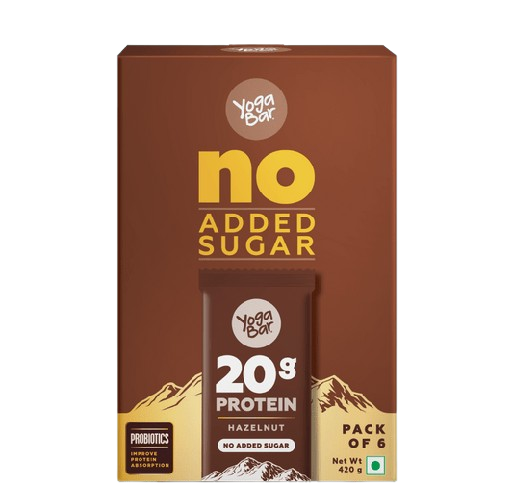 Yoga
Bar
no
ADDED
SUGAR
Yoga
Bar
20g
PROTEIN
HAZELNUT
NO ADDED SUGAR
PROBIOTICS
IMPROVE
PROTEIN
ABSORPTION
PACK
OF 6
Net Wt
420 g